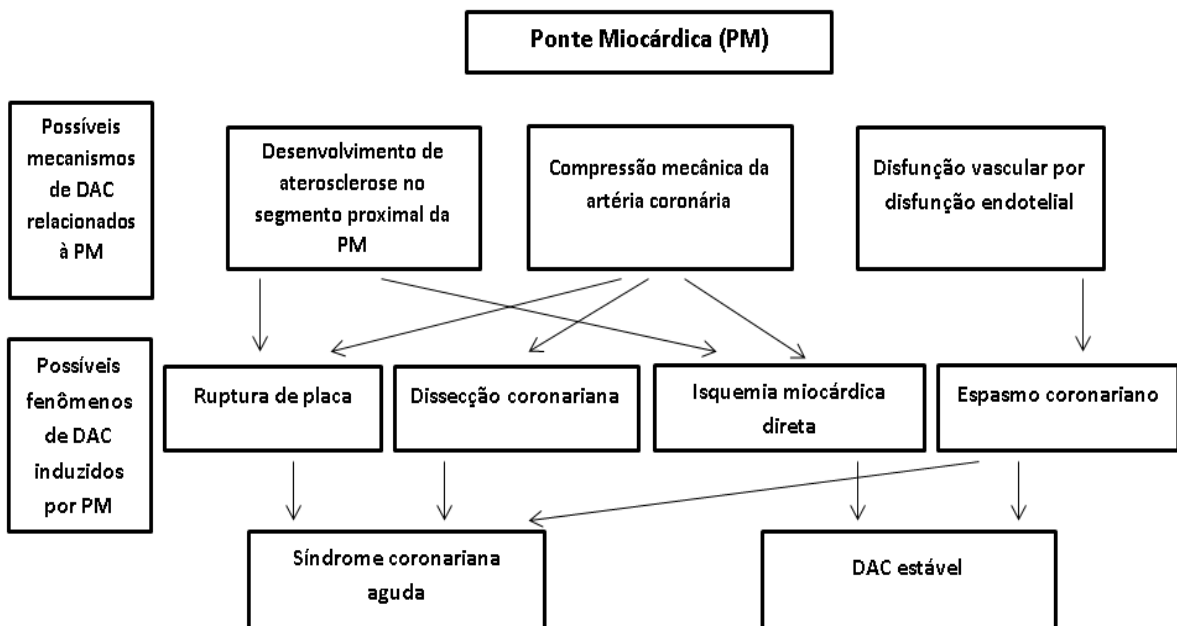 Ponte Miocárdica (PM)
Possíveis
mecanismos
de DAC
relacionados
à PM
Desenvolvimento de
aterosclerose no
segmento proximal da
PM
Compressão mecânica da
artéria coronária
Disfunção vascular por
disfunção endotelial
Possíveis
fenômenos
de DAC
induzidos
por PM
Ruptura de placa
Dissecção coronariana
Isquemia miocárdica
direta
Espasmo coronariano
Síndrome coronariana
aguda
DAC estável